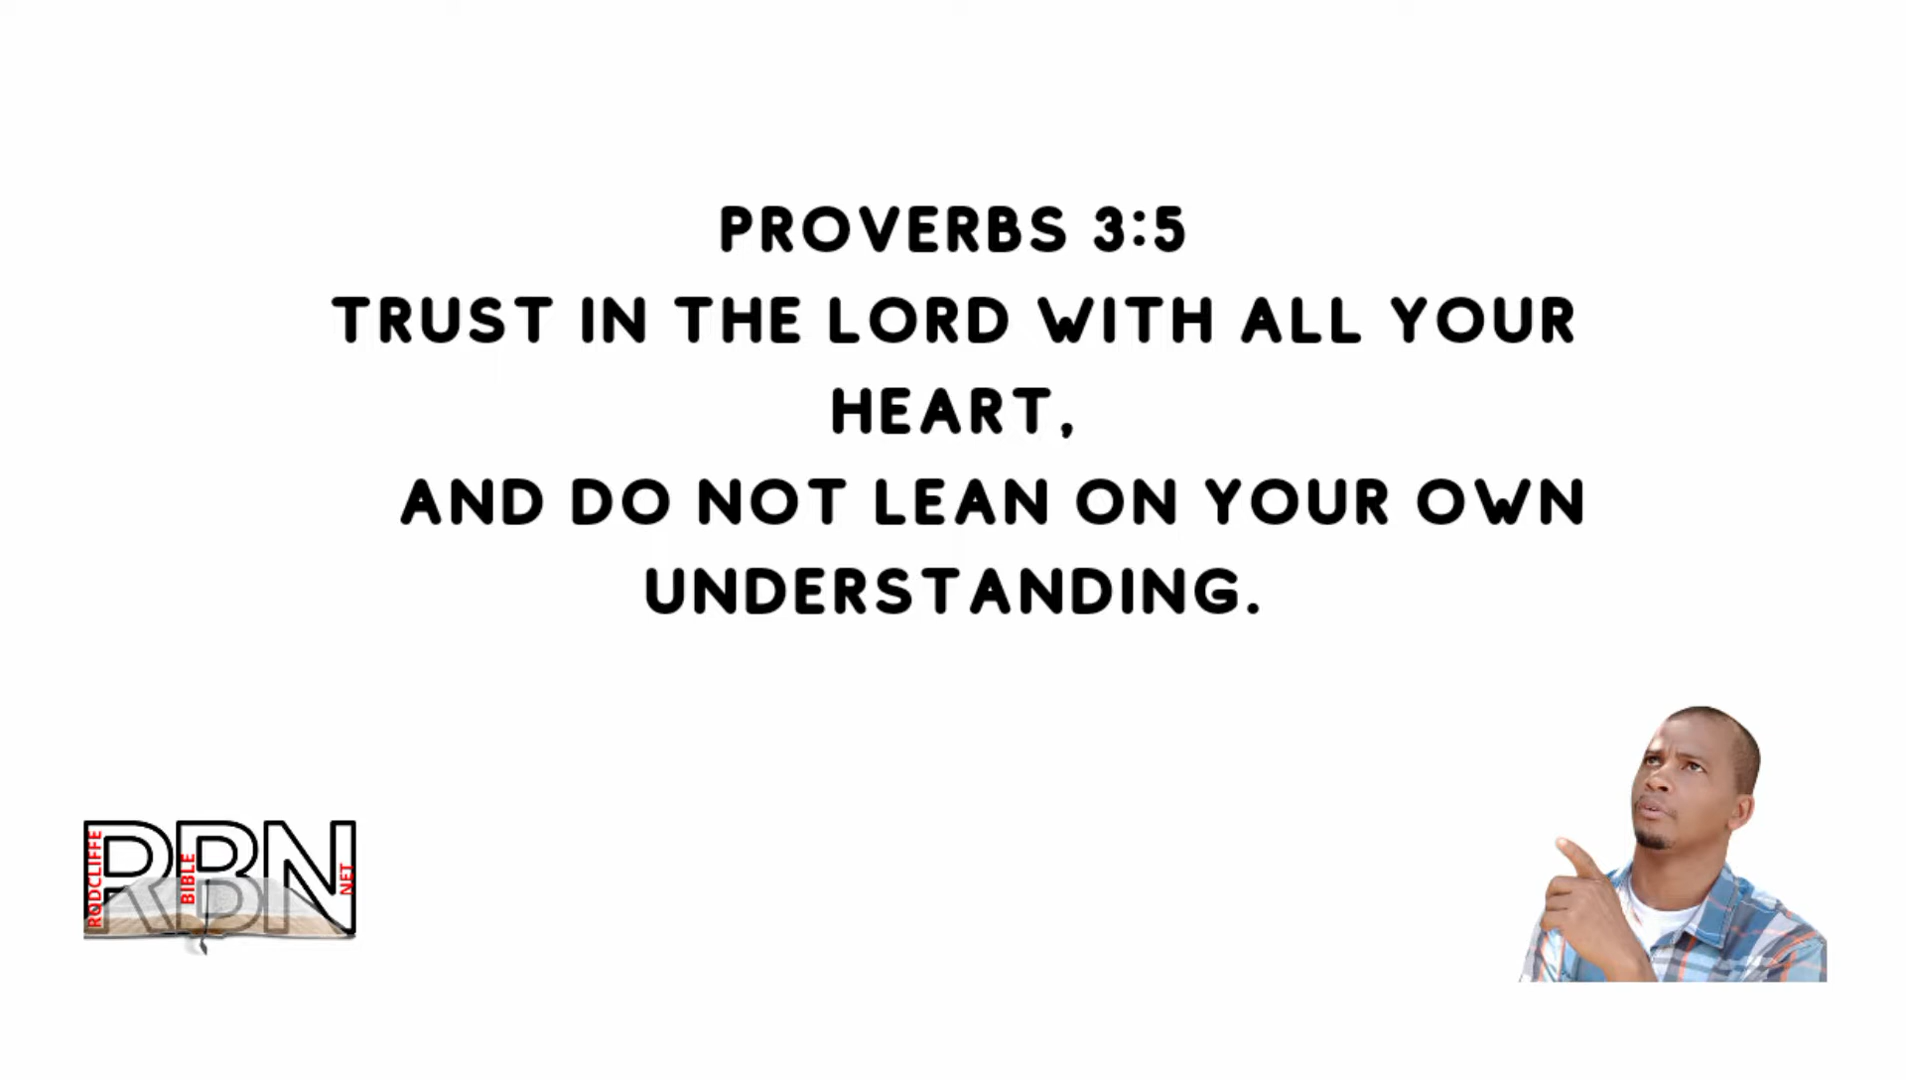 PROVERBS 3:5
TRUST IN THE LORD WITH ALL YOUR
HEART,
AND DO NOT LEAN ON YOUR OWN
UNDERSTANDING.
RBN
RODCLIFFE
BIBLE
NET